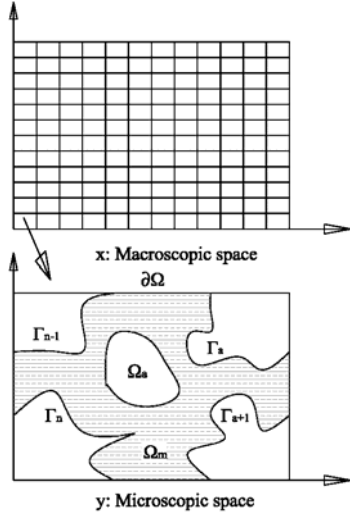 x: Macroscopic space
∂Ω
Γn-1
Γa
Ωa
Γn
Γa+1
Ωm
y: Microscopic space